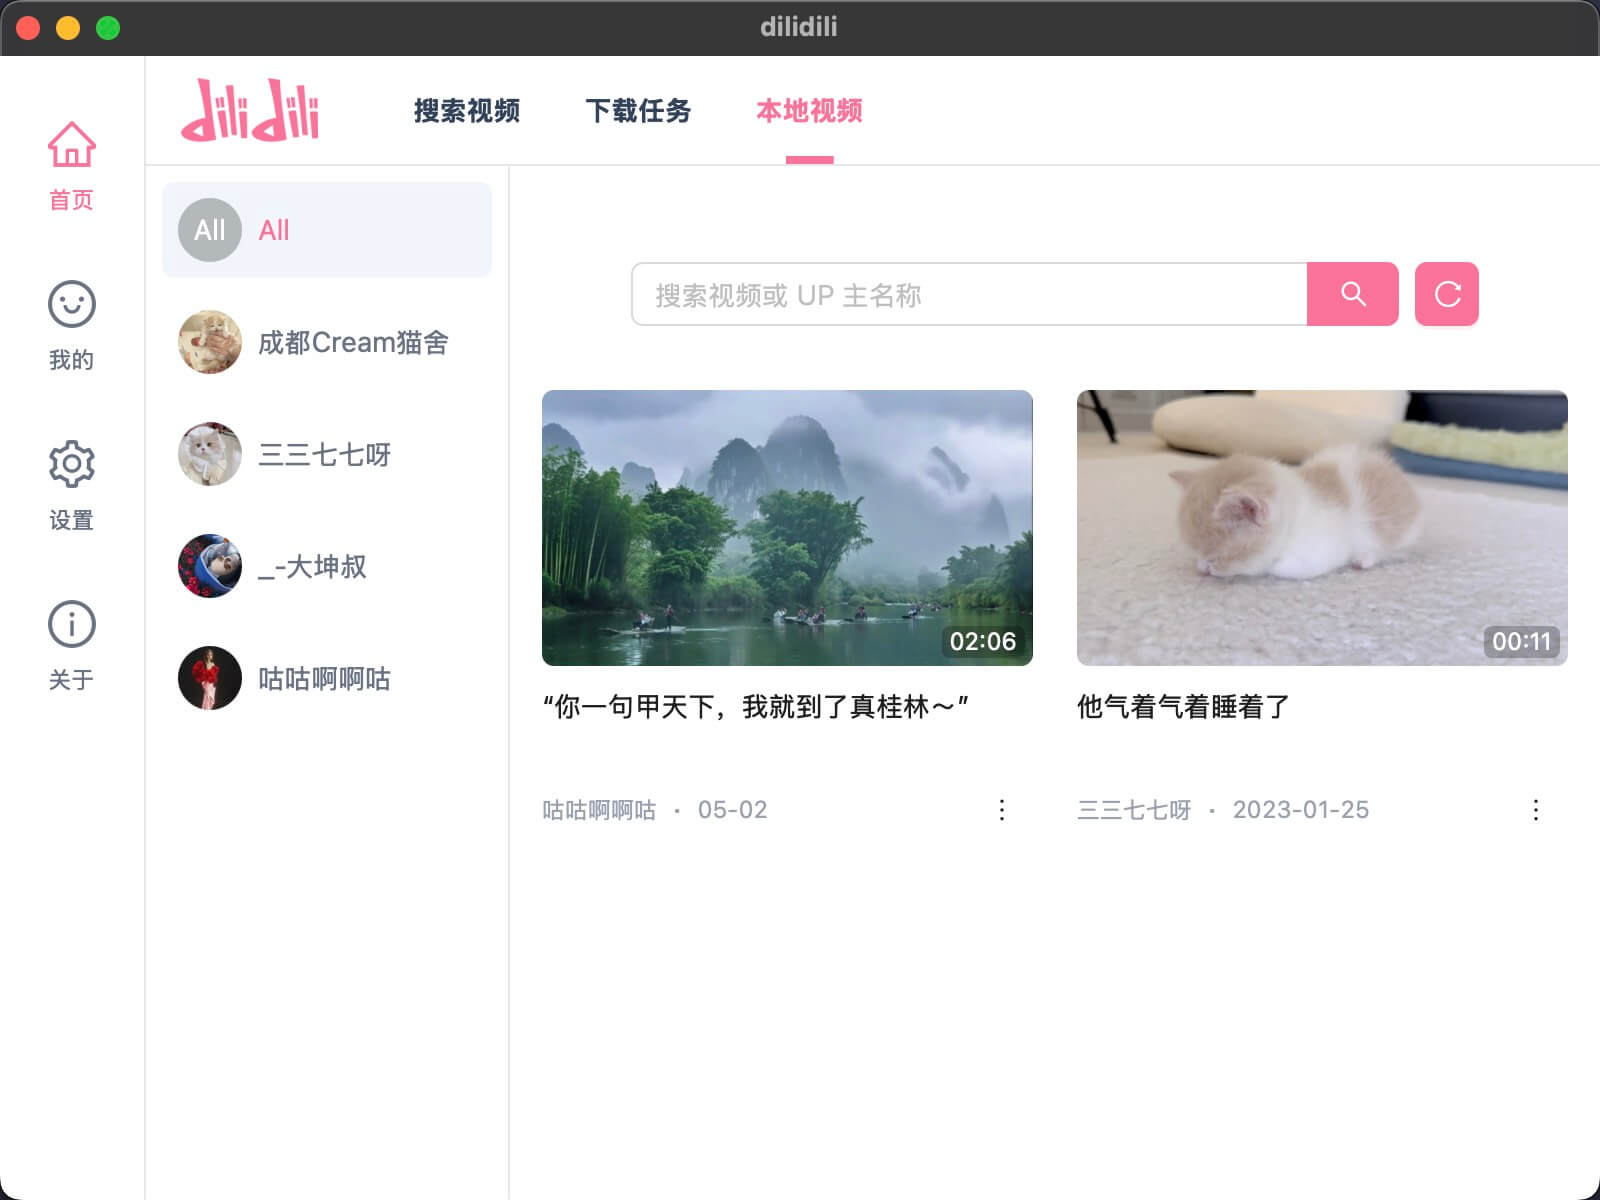 dilidili
dilidili
搜索视频
下载任务
本地视频
首页
我的
设置
关于
All
All
成都Cream猫舍
三三七七呀
_-大坤叔
咕咕啊啊咕
搜索视频或 UP 主名称
02:06
“你一句甲天下，我就到了真桂林～”
咕咕啊啊咕 · 05-02
00:11
他气着气着睡着了
三三七七呀 · 2023-01-25